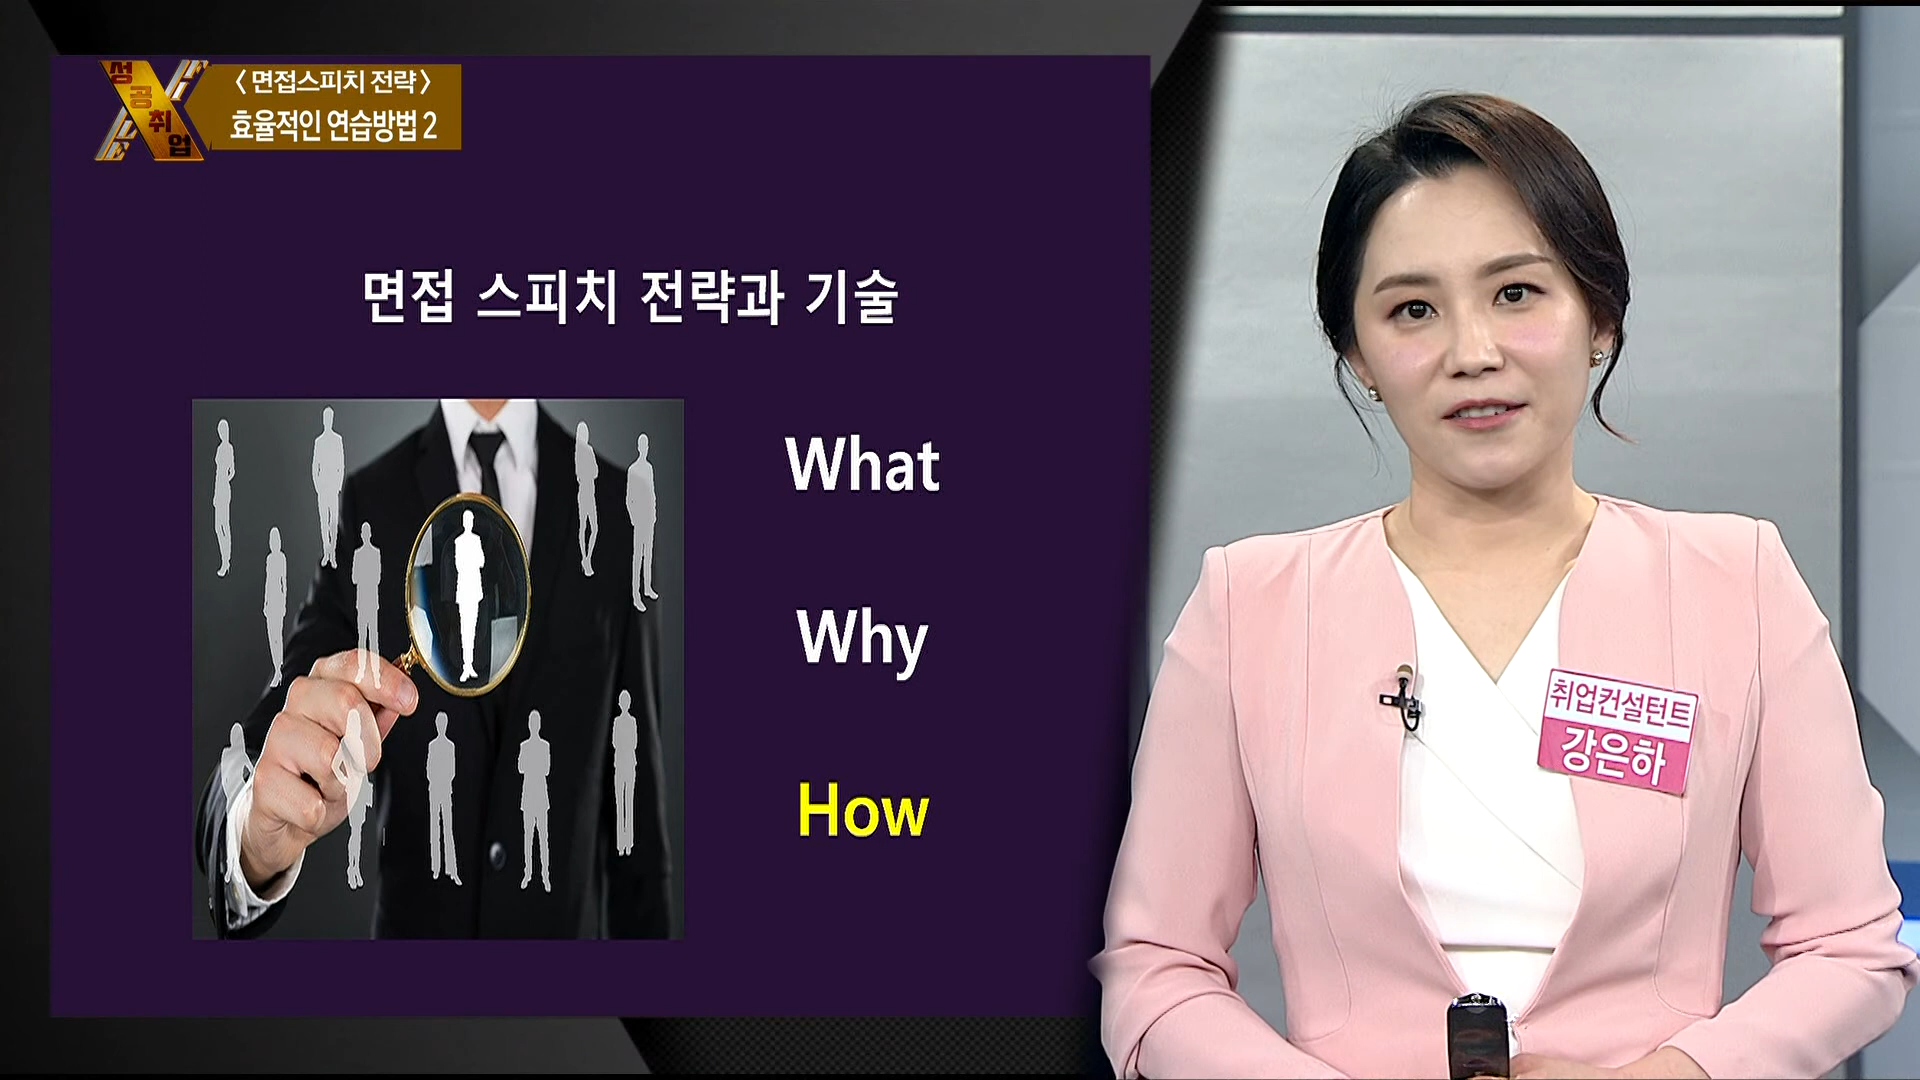 성공취업
〈 면접스피치 전략 〉
효율적인 연습방법 2
면접 스피치 전략과 기술
What
Why
How
취업컨설턴트
강은하